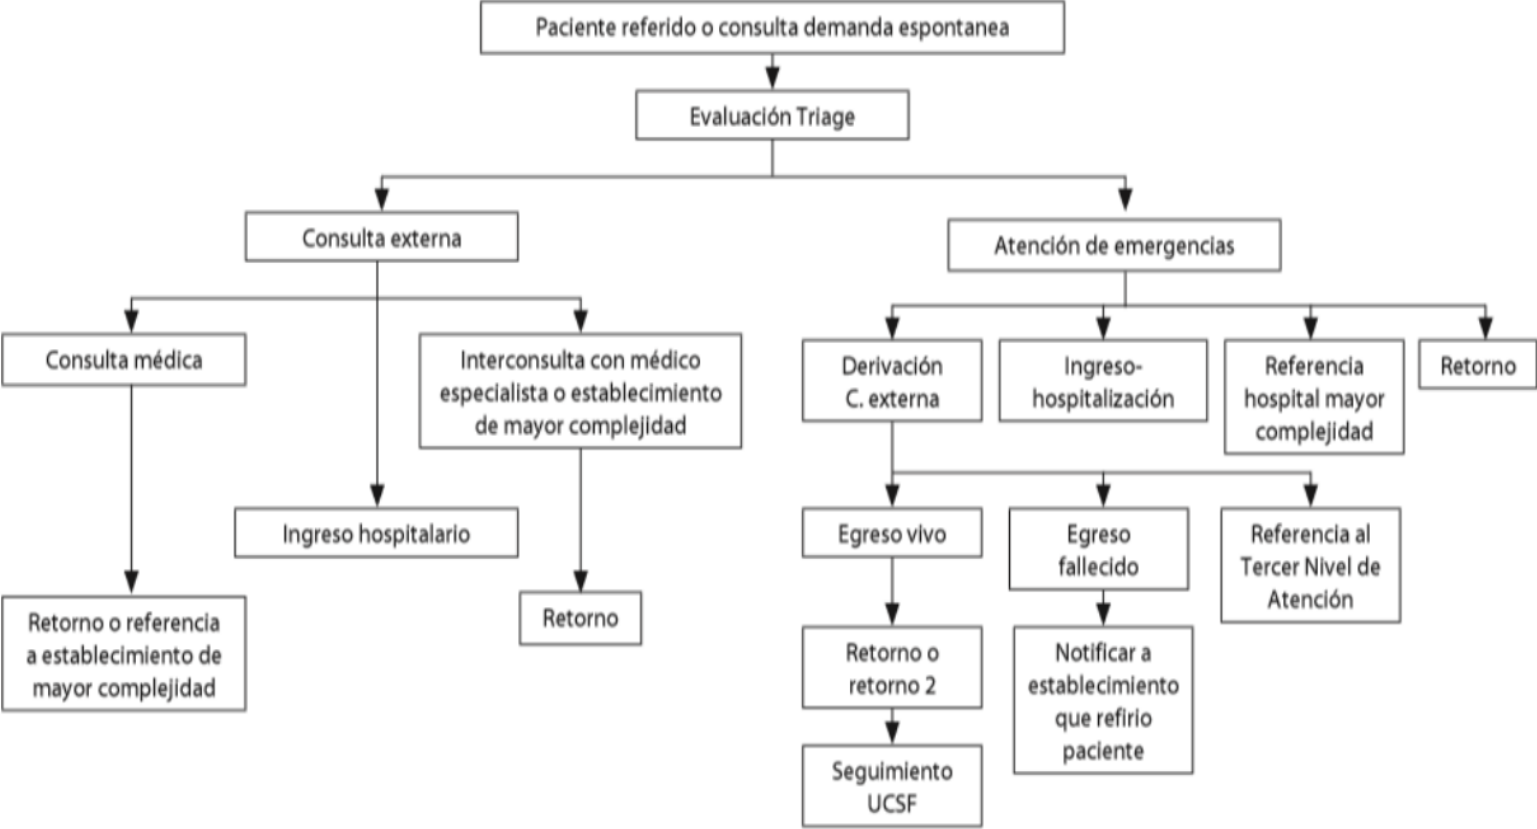 Paciente referido o consulta demanda espontanea
Evaluación Triage
Consulta externa
Atención de emergencias
Consulta médica
Interconsulta con médico
especialista o establecimiento
de mayor complejidad
Derivación
C. externa
Ingreso-
hospitalización
Referencia
hospital mayor
complejidad
Retorno
Ingreso hospitalario
Egreso vivo
Egreso
fallecido
Referencia al
Tercer Nivel de
Atención
Retorno o referencia
a establecimiento de
mayor complejidad
Retorno
Retorno o
retorno 2
Notificar a
establecimiento
que refirio
paciente
Seguimiento
UCSF